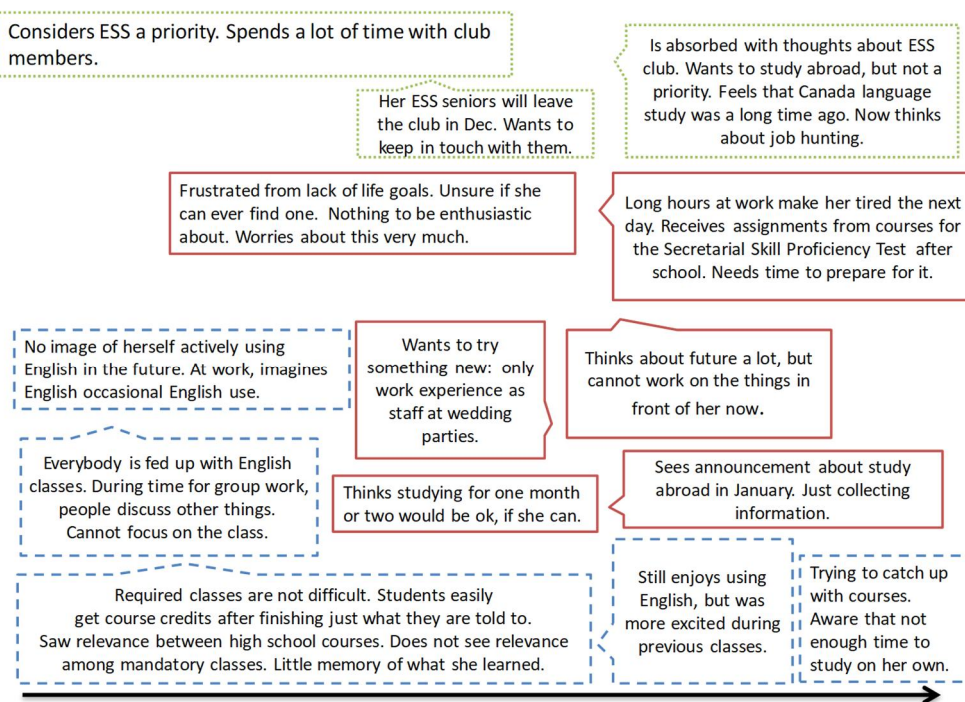 Considers ESS a priority. Spends a lot of time with club
members.
Is absorbed with thoughts about ESS
club. Wants to study abroad, but not a
priority. Feels that Canada language
study was a long time ago. Now thinks
about job hunting.
Her ESS seniors will leave
the club in Dec. Wants to
keep in touch with them.
Frustrated from lack of life goals. Unsure if she
can ever find one. Nothing to be enthusiastic
about. Worries about this very much.
Long hours at work make her tired the next
day. Receives assignments from courses for
the Secretarial Skill Proficiency Test after
school. Needs time to prepare for it.
No image of herself actively using
English in the future. At work, imagines
English occasional English use.
Wants to try
something new: only
work experience as
staff at wedding
parties.
Thinks about future a lot, but
cannot work on the things in
front of her now.
Everybody is fed up with English
classes. During time for group work,
people discuss other things.
Cannot focus on the class.
Thinks studying for one month
or two would be ok, if she can.
Sees announcement about study
abroad in January. Just collecting
information.
Required classes are not difficult. Students easily
get course credits after finishing just what they are told to.
Saw relevance between high school courses. Does not see relevance
among mandatory classes. Little memory of what she learned.
Still enjoys using
English, but was
more excited during
previous classes.
Trying to catch up
with courses.
Aware that not
enough time to
study on her own.